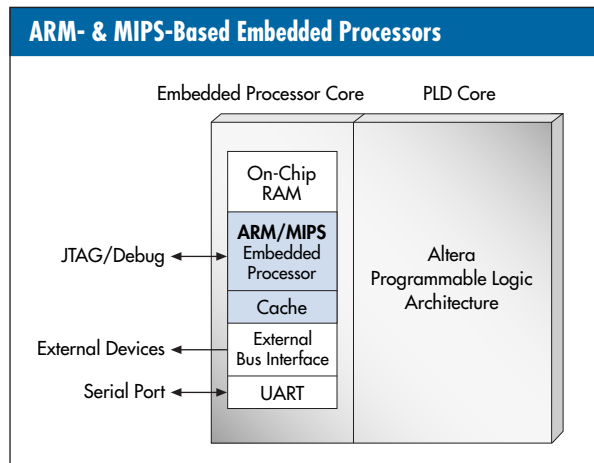 ARM- & MIPS-Based Embedded Processors
Embedded Processor Core
PLD Core
On-Chip
RAM
ARM/MIPS
Embedded
Processor
Cache
External
Bus Interface
UART
JTAG/Debug
External Devices
Serial Port
Altera
Programmable Logic
Architecture